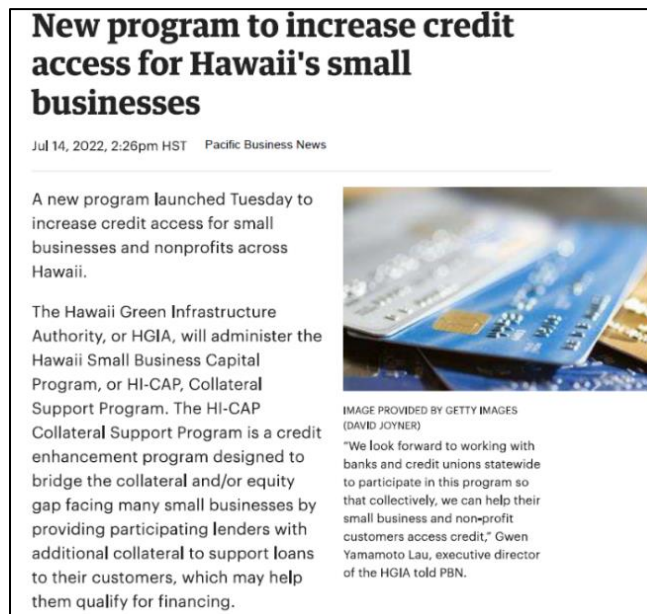 New program to increase credit
access for Hawaii's small
businesses
Jul 14, 2022, 2:26pm HST Pacific Business News
A new program launched Tuesday to
increase credit access for small
businesses and nonprofits across
Hawaii.
The Hawaii Green Infrastructure
Authority, or HGIA, will administer the
Hawaii Small Business Capital
Program, or HI-CAP, Collateral
Support Program. The HI-CAP
Collateral Support Program is a credit
enhancement program designed to
bridge the collateral and/or equity
gap facing many small businesses by
providing participating lenders with
additional collateral to support loans
to their customers, which may help
them qualify for financing.
IMAGE PROVIDED BY GETTY IMAGES
(DAVID JOYNER)
"We look forward to working with
banks and credit unions statewide
to participate in this program so
that collectively, we can help their
small business and non-profit
customers access credit," Gwen
Yamamoto Lau, executive director
of the HGIA told PBN.